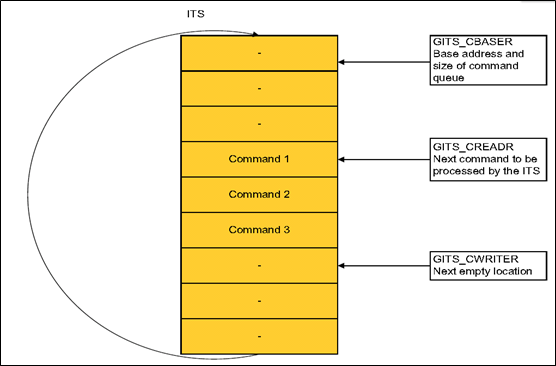 ITS
-
GITS_CBASER
Base address and
size of command
queue
-
-
Command 1
GITS_CREADR
Next command to be
processed by the ITS
Command 2
Command 3
-
GITS_CWRITER
Next empty location
-
-